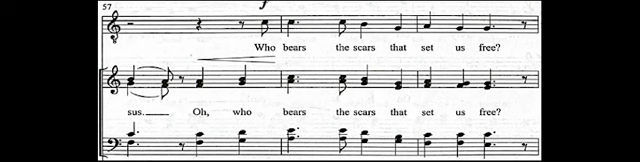 57
f
Who bears the scars that set us free?
sus. Oh, who bears the scars that set us free?